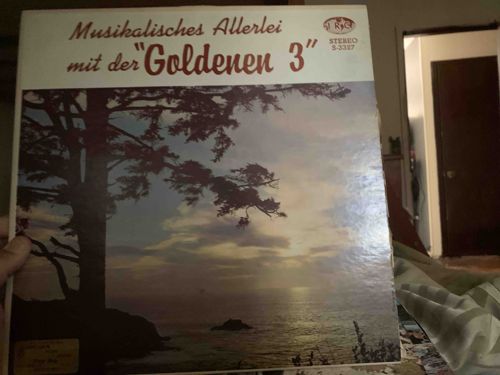 Musikalisches Allerlei
mit der "Goldenen 3"
STEREO
S-3327